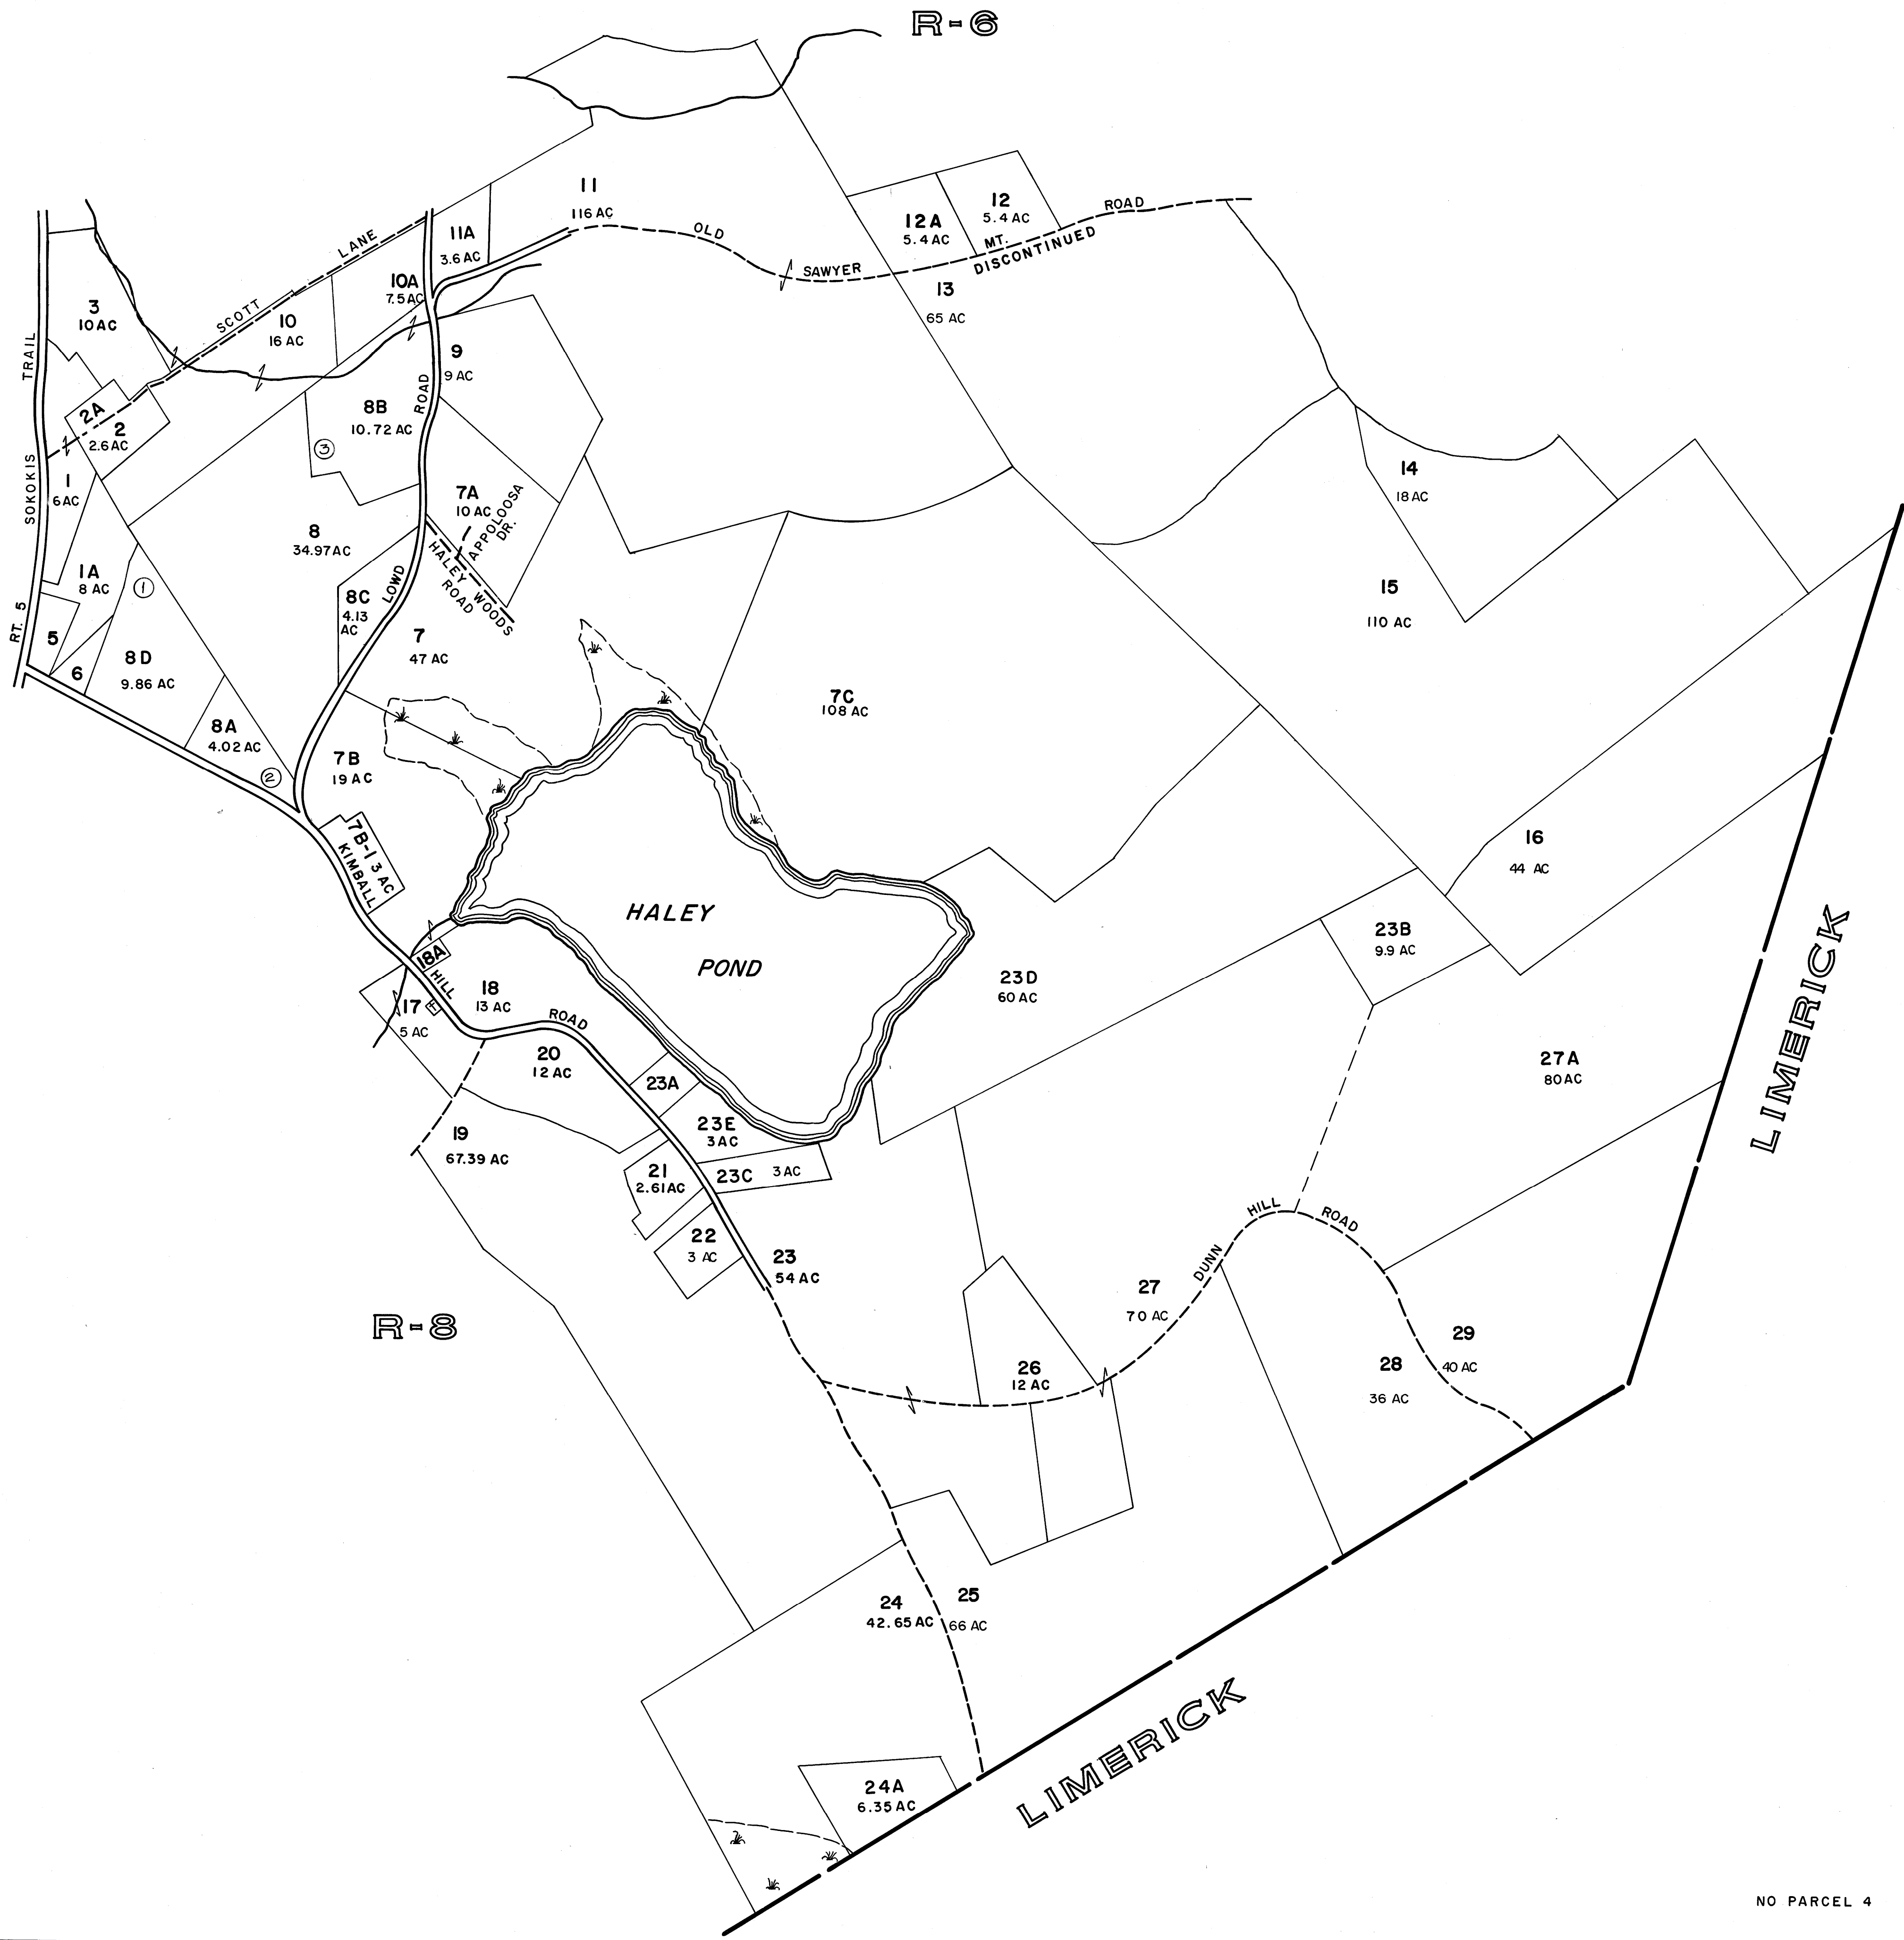 R-6
11
116 AC
11A
3.6 AC
12A
5.4 AC
12
5.4 AC
OLD SAWYER MT. ROAD
DISCONTINUED
13
65 AC
SCOTT LANE
10A
7.5 AC
10
16 AC
3
10 AC
RT. 5 SOKOKIS TRAIL
2A
2
2.6 AC
1
6 AC
1A
8 AC
1
5
6
9
9 AC
8B
10.72 AC
3
LOWD ROAD
7A
10 AC
APPOLOOSA
DR.
HALEY WOODS
ROAD
8
34.97 AC
8C
4.13
AC
8D
9.86 AC
8A
4.02 AC
2
7
47 AC
7B
19 AC
7B-1 3 AC
7C
108 AC
14
18 AC
15
110 AC
16
44 AC
HALEY
POND
KIMBALL HILL ROAD
18A
18
13 AC
17
5 AC
20
12 AC
19
67.39 AC
23A
23E
3 AC
23C 3 AC
21
2.61 AC
22
3 AC
23
54 AC
23D
60 AC
23B
9.9 AC
27A
80 AC
LIMERICK
DUNN HILL ROAD
27
70 AC
26
12 AC
28
36 AC
29
40 AC
R-8
24
42.65 AC
25
66 AC
24A
6.35 AC
LIMERICK
NO PARCEL 4